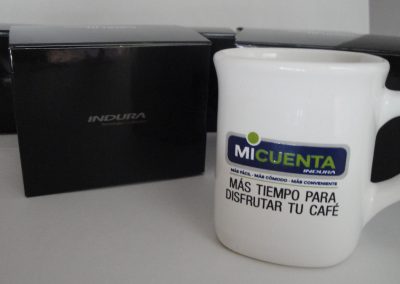 INDURA
MiCUENTA
INDURA
MÁS FÁCIL - MÁS CÓMODO - MÁS CONVENIENTE
MÁS TIEMPO PARA
DISFRUTAR TU CAFÉ